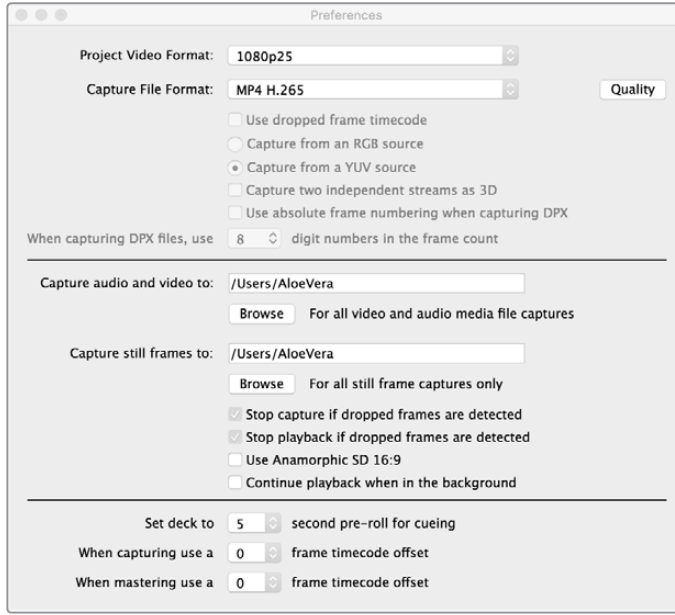 Preferences
Project Video Format: 1080p25
Capture File Format: MP4 H.265 Quality
Use dropped frame timecode
Capture from an RGB source
Capture from a YUV source
Capture two independent streams as 3D
Use absolute frame numbering when capturing DPX
When capturing DPX files, use 8 digit numbers in the frame count
Capture audio and video to: /Users/AloeVera
Browse For all video and audio media file captures
Capture still frames to: /Users/AloeVera
Browse For all still frame captures only
Stop capture if dropped frames are detected
Stop playback if dropped frames are detected
Use Anamorphic SD 16:9
Continue playback when in the background
Set deck to 5 second pre-roll for cueing
When capturing use a 0 frame timecode offset
When mastering use a 0 frame timecode offset